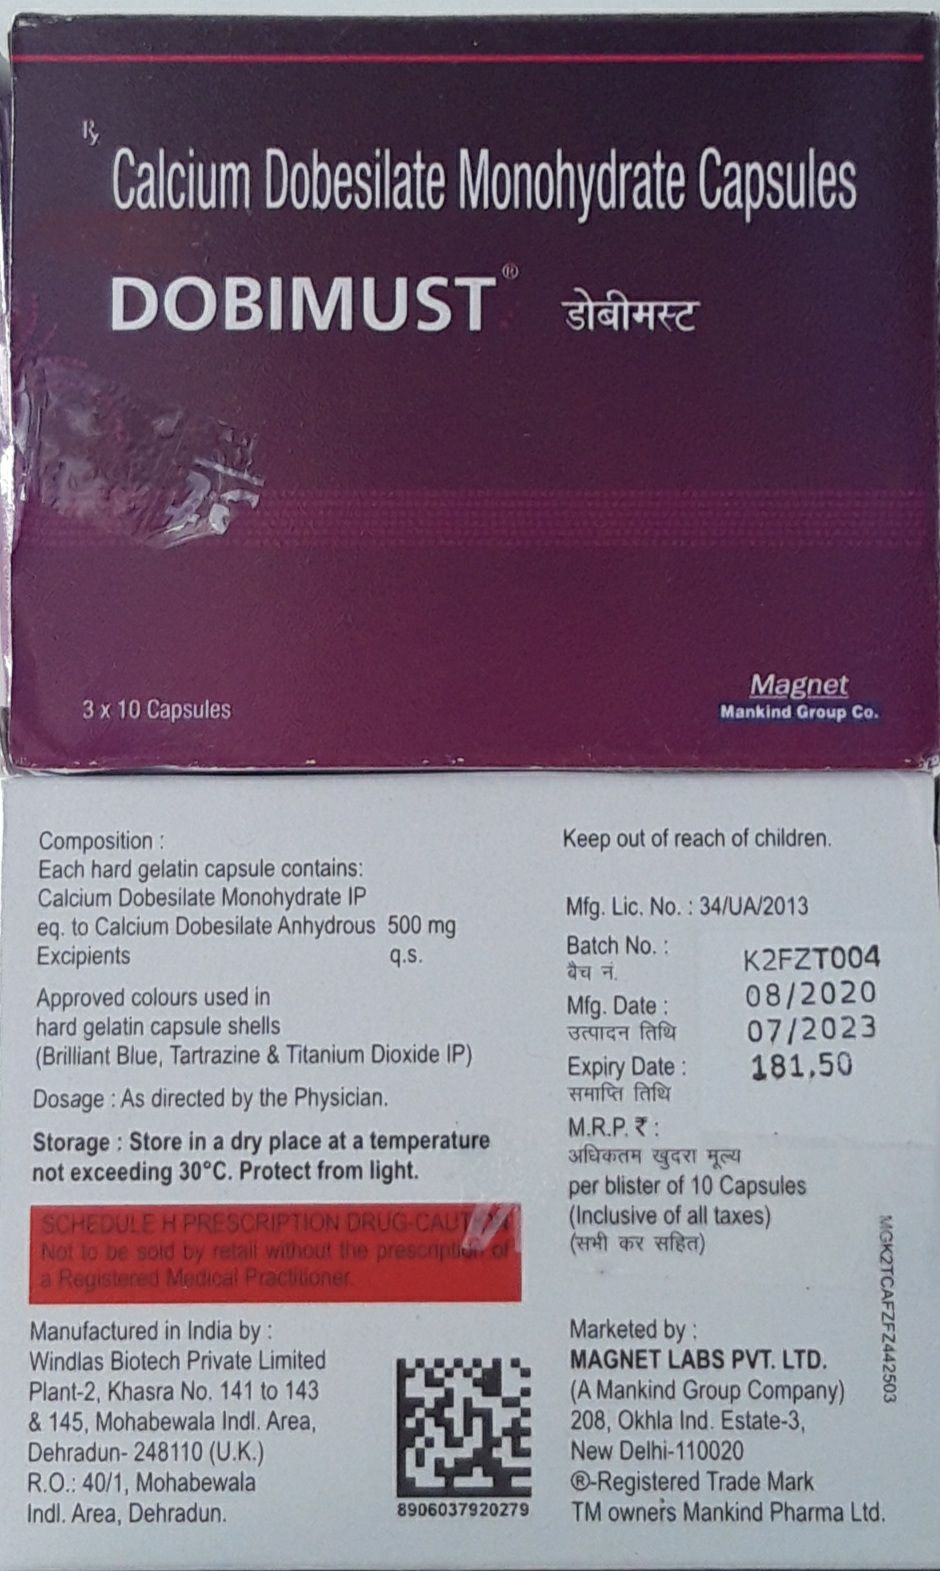 Rx
Calcium Dobesilate Monohydrate Capsules
DOBIMUST® डोबीमस्ट
3 x 10 Capsules
Magnet
Mankind Group Co.
Composition :
Each hard gelatin capsule contains:
Calcium Dobesilate Monohydrate IP
eq. to Calcium Dobesilate Anhydrous 500 mg
Excipients q.s.
Approved colours used in
hard gelatin capsule shells
(Brilliant Blue, Tartrazine & Titanium Dioxide IP)
Dosage : As directed by the Physician.
Storage : Store in a dry place at a temperature
not exceeding 30°C. Protect from light.
SCHEDULE H PRESCRIPTION DRUG-CAUTION
Not to be sold by retail without the prescription of
a Registered Medical Practitioner.
Manufactured in India by :
Windlas Biotech Private Limited
Plant-2, Khasra No. 141 to 143
& 145, Mohabewala Indl. Area,
Dehradun- 248110 (U.K.)
R.O.: 40/1, Mohabewala
Indl. Area, Dehradun.
8906037920279
Keep out of reach of children.
Mfg. Lic. No. : 34/UA/2013
Batch No. :
बैच नं.
K2FZT004
Mfg. Date :
08/2020
उत्पादन तिथि
07/2023
Expiry Date :
181.50
समाप्ति तिथि
M.R.P. ₹ :
अधिकतम खुदरा मूल्य
per blister of 10 Capsules
(Inclusive of all taxes)
(सभी कर सहित)
Marketed by :
MAGNET LABS PVT. LTD.
(A Mankind Group Company)
208, Okhla Ind. Estate-3,
New Delhi-110020
®-Registered Trade Mark
TM owners Mankind Pharma Ltd.
MGK2TCAFZFZ442503